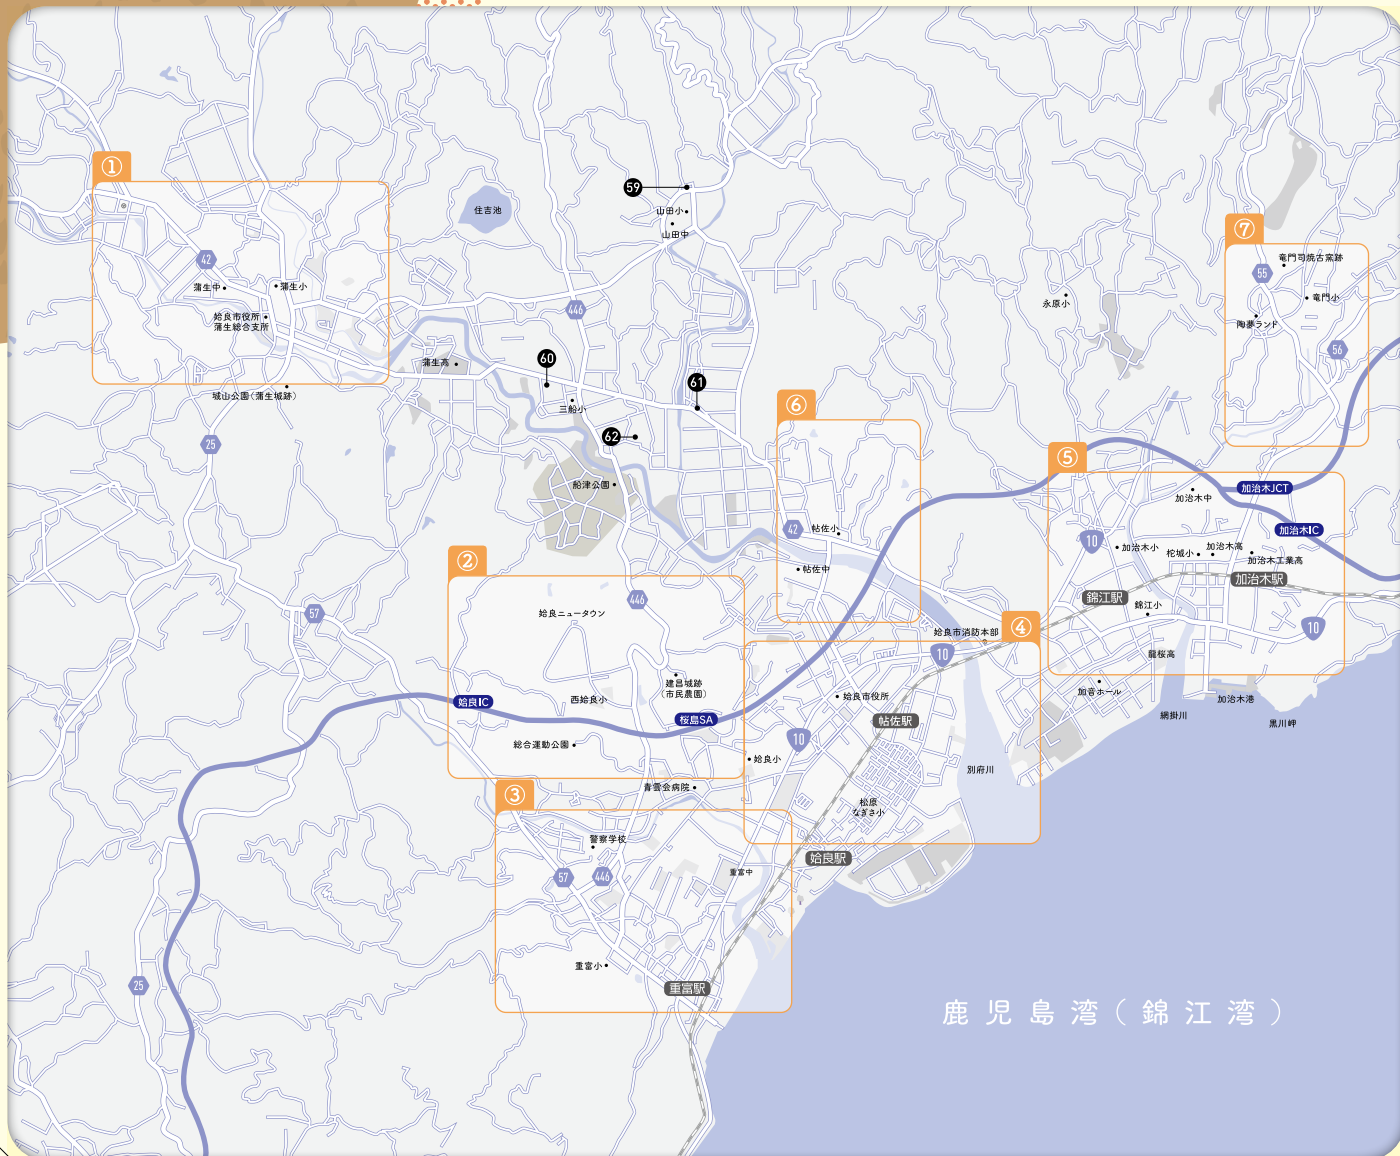 ①
42
蒲生中
蒲生小
姶良市役所
蒲生総合支所
城山公園(蒲生城跡)
25
住吉池
59
山田小
山田中
446
蒲生高
60
三船小
61
62
船津公園
永原小
⑦
55
竜門司焼古窯跡
竜門小
陶夢ランド
56
⑥
42
帖佐小
帖佐中
⑤
加治木中
加治木JCT
加治木IC
10
加治木小
柁城小
加治木高
加治木工業高
加治木駅
錦江駅
錦江小
10
龍桜高
加音ホール
網掛川
加治木港
黒川岬
②
446
姶良ニュータウン
建昌城跡
(市民農園)
西姶良小
姶良IC
桜島SA
総合運動公園
57
④
姶良市消防本部
10
姶良市役所
帖佐駅
10
姶良小
別府川
松原
なぎさ小
姶良駅
青雲会病院
③
警察学校
57
446
重富中
重富小
重富駅
25
鹿児島湾(錦江湾)